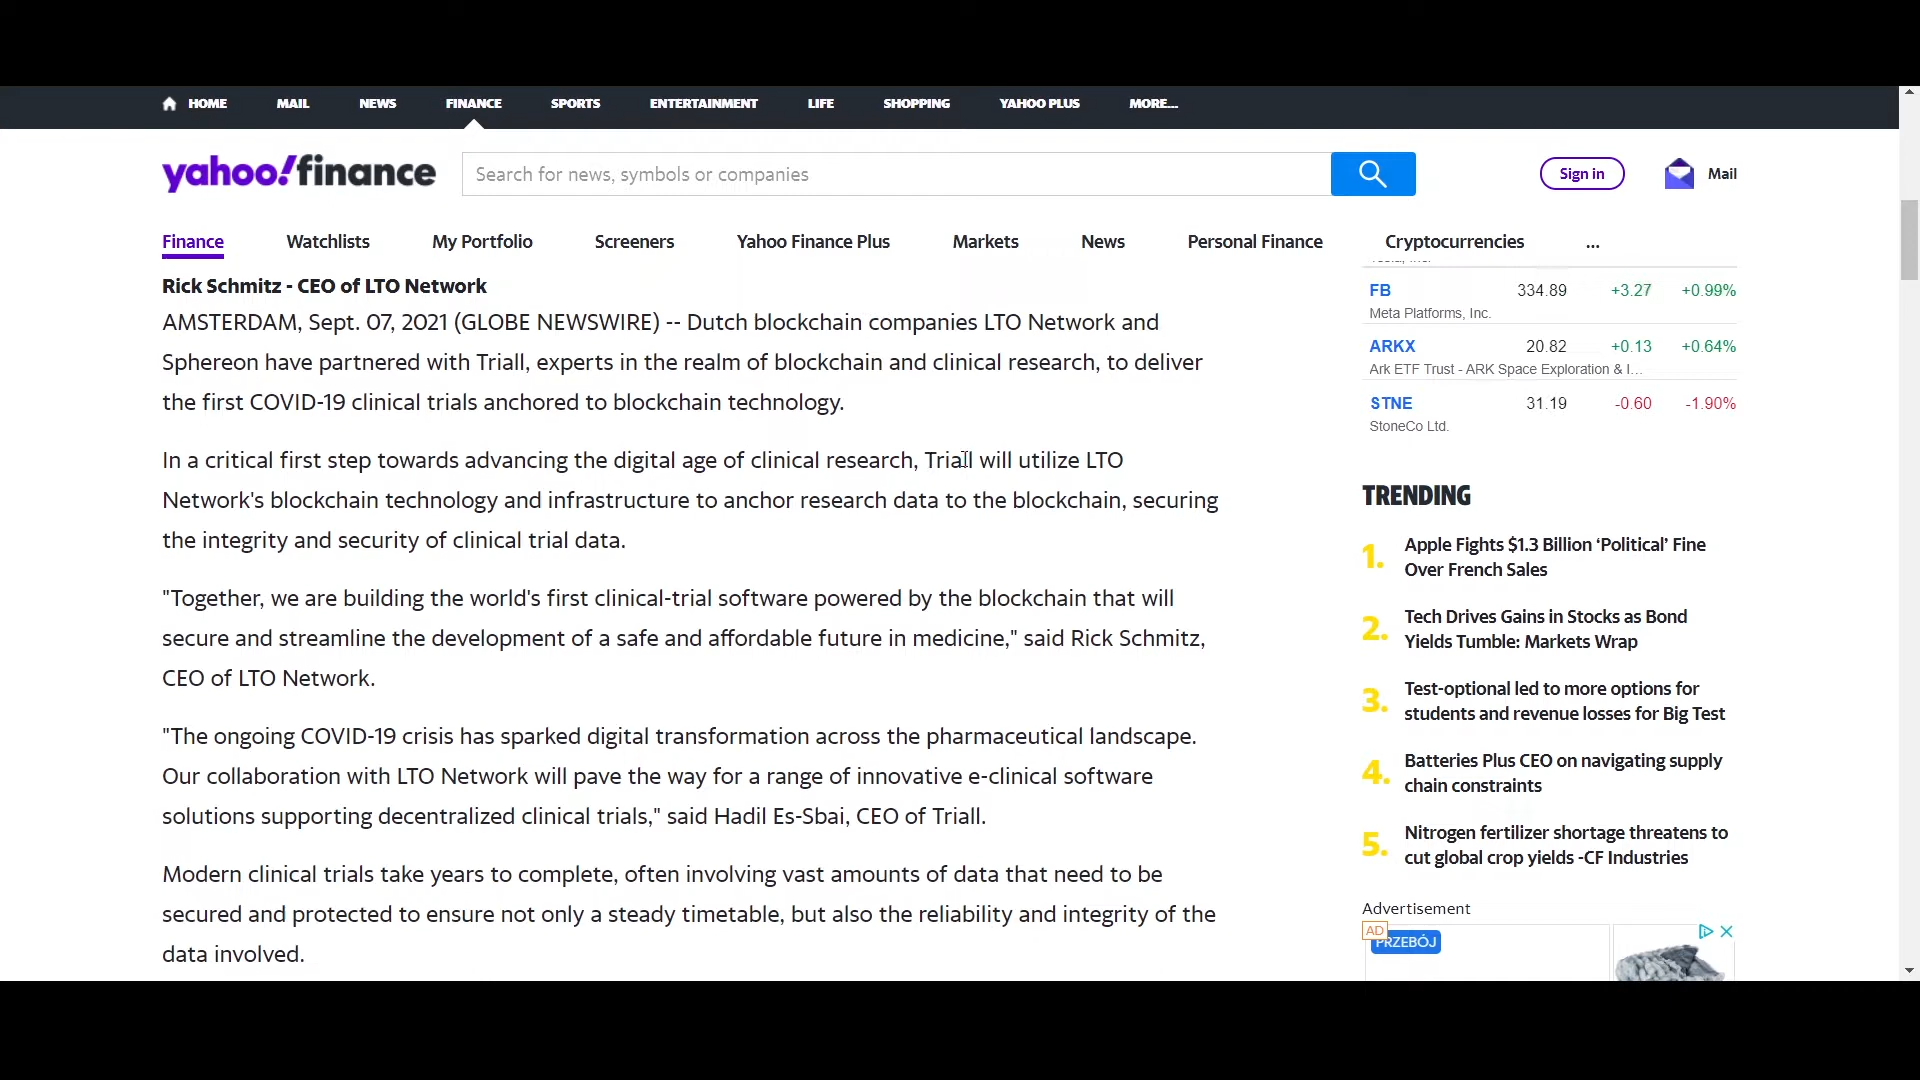 HOME MAIL NEWS FINANCE SPORTS ENTERTAINMENT LIFE SHOPPING YAHOO PLUS MORE...
yahoo!finance
Search for news, symbols or companies
Sign in
Mail
Finance Watchlists My Portfolio Screeners Yahoo Finance Plus Markets News Personal Finance Cryptocurrencies ...
Rick Schmitz - CEO of LTO Network
AMSTERDAM, Sept. 07, 2021 (GLOBE NEWSWIRE) -- Dutch blockchain companies LTO Network and
Sphereon have partnered with Triall, experts in the realm of blockchain and clinical research, to deliver
the first COVID-19 clinical trials anchored to blockchain technology.
In a critical first step towards advancing the digital age of clinical research, Triall will utilize LTO
Network's blockchain technology and infrastructure to anchor research data to the blockchain, securing
the integrity and security of clinical trial data.
"Together, we are building the world's first clinical-trial software powered by the blockchain that will
secure and streamline the development of a safe and affordable future in medicine," said Rick Schmitz,
CEO of LTO Network.
"The ongoing COVID-19 crisis has sparked digital transformation across the pharmaceutical landscape.
Our collaboration with LTO Network will pave the way for a range of innovative e-clinical software
solutions supporting decentralized clinical trials," said Hadil Es-Sbai, CEO of Triall.
Modern clinical trials take years to complete, often involving vast amounts of data that need to be
secured and protected to ensure not only a steady timetable, but also the reliability and integrity of the
data involved.
FB 334.89 +3.27 +0.99%
Meta Platforms, Inc.
ARKX 20.82 +0.13 +0.64%
Ark ETF Trust - ARK Space Exploration & I...
STNE 31.19 -0.60 -1.90%
StoneCo Ltd.
TRENDING
1. Apple Fights $1.3 Billion ‘Political’ Fine
Over French Sales
2. Tech Drives Gains in Stocks as Bond
Yields Tumble: Markets Wrap
3. Test-optional led to more options for
students and revenue losses for Big Test
4. Batteries Plus CEO on navigating supply
chain constraints
5. Nitrogen fertilizer shortage threatens to
cut global crop yields -CF Industries
Advertisement
AD
PRZEBÓJ